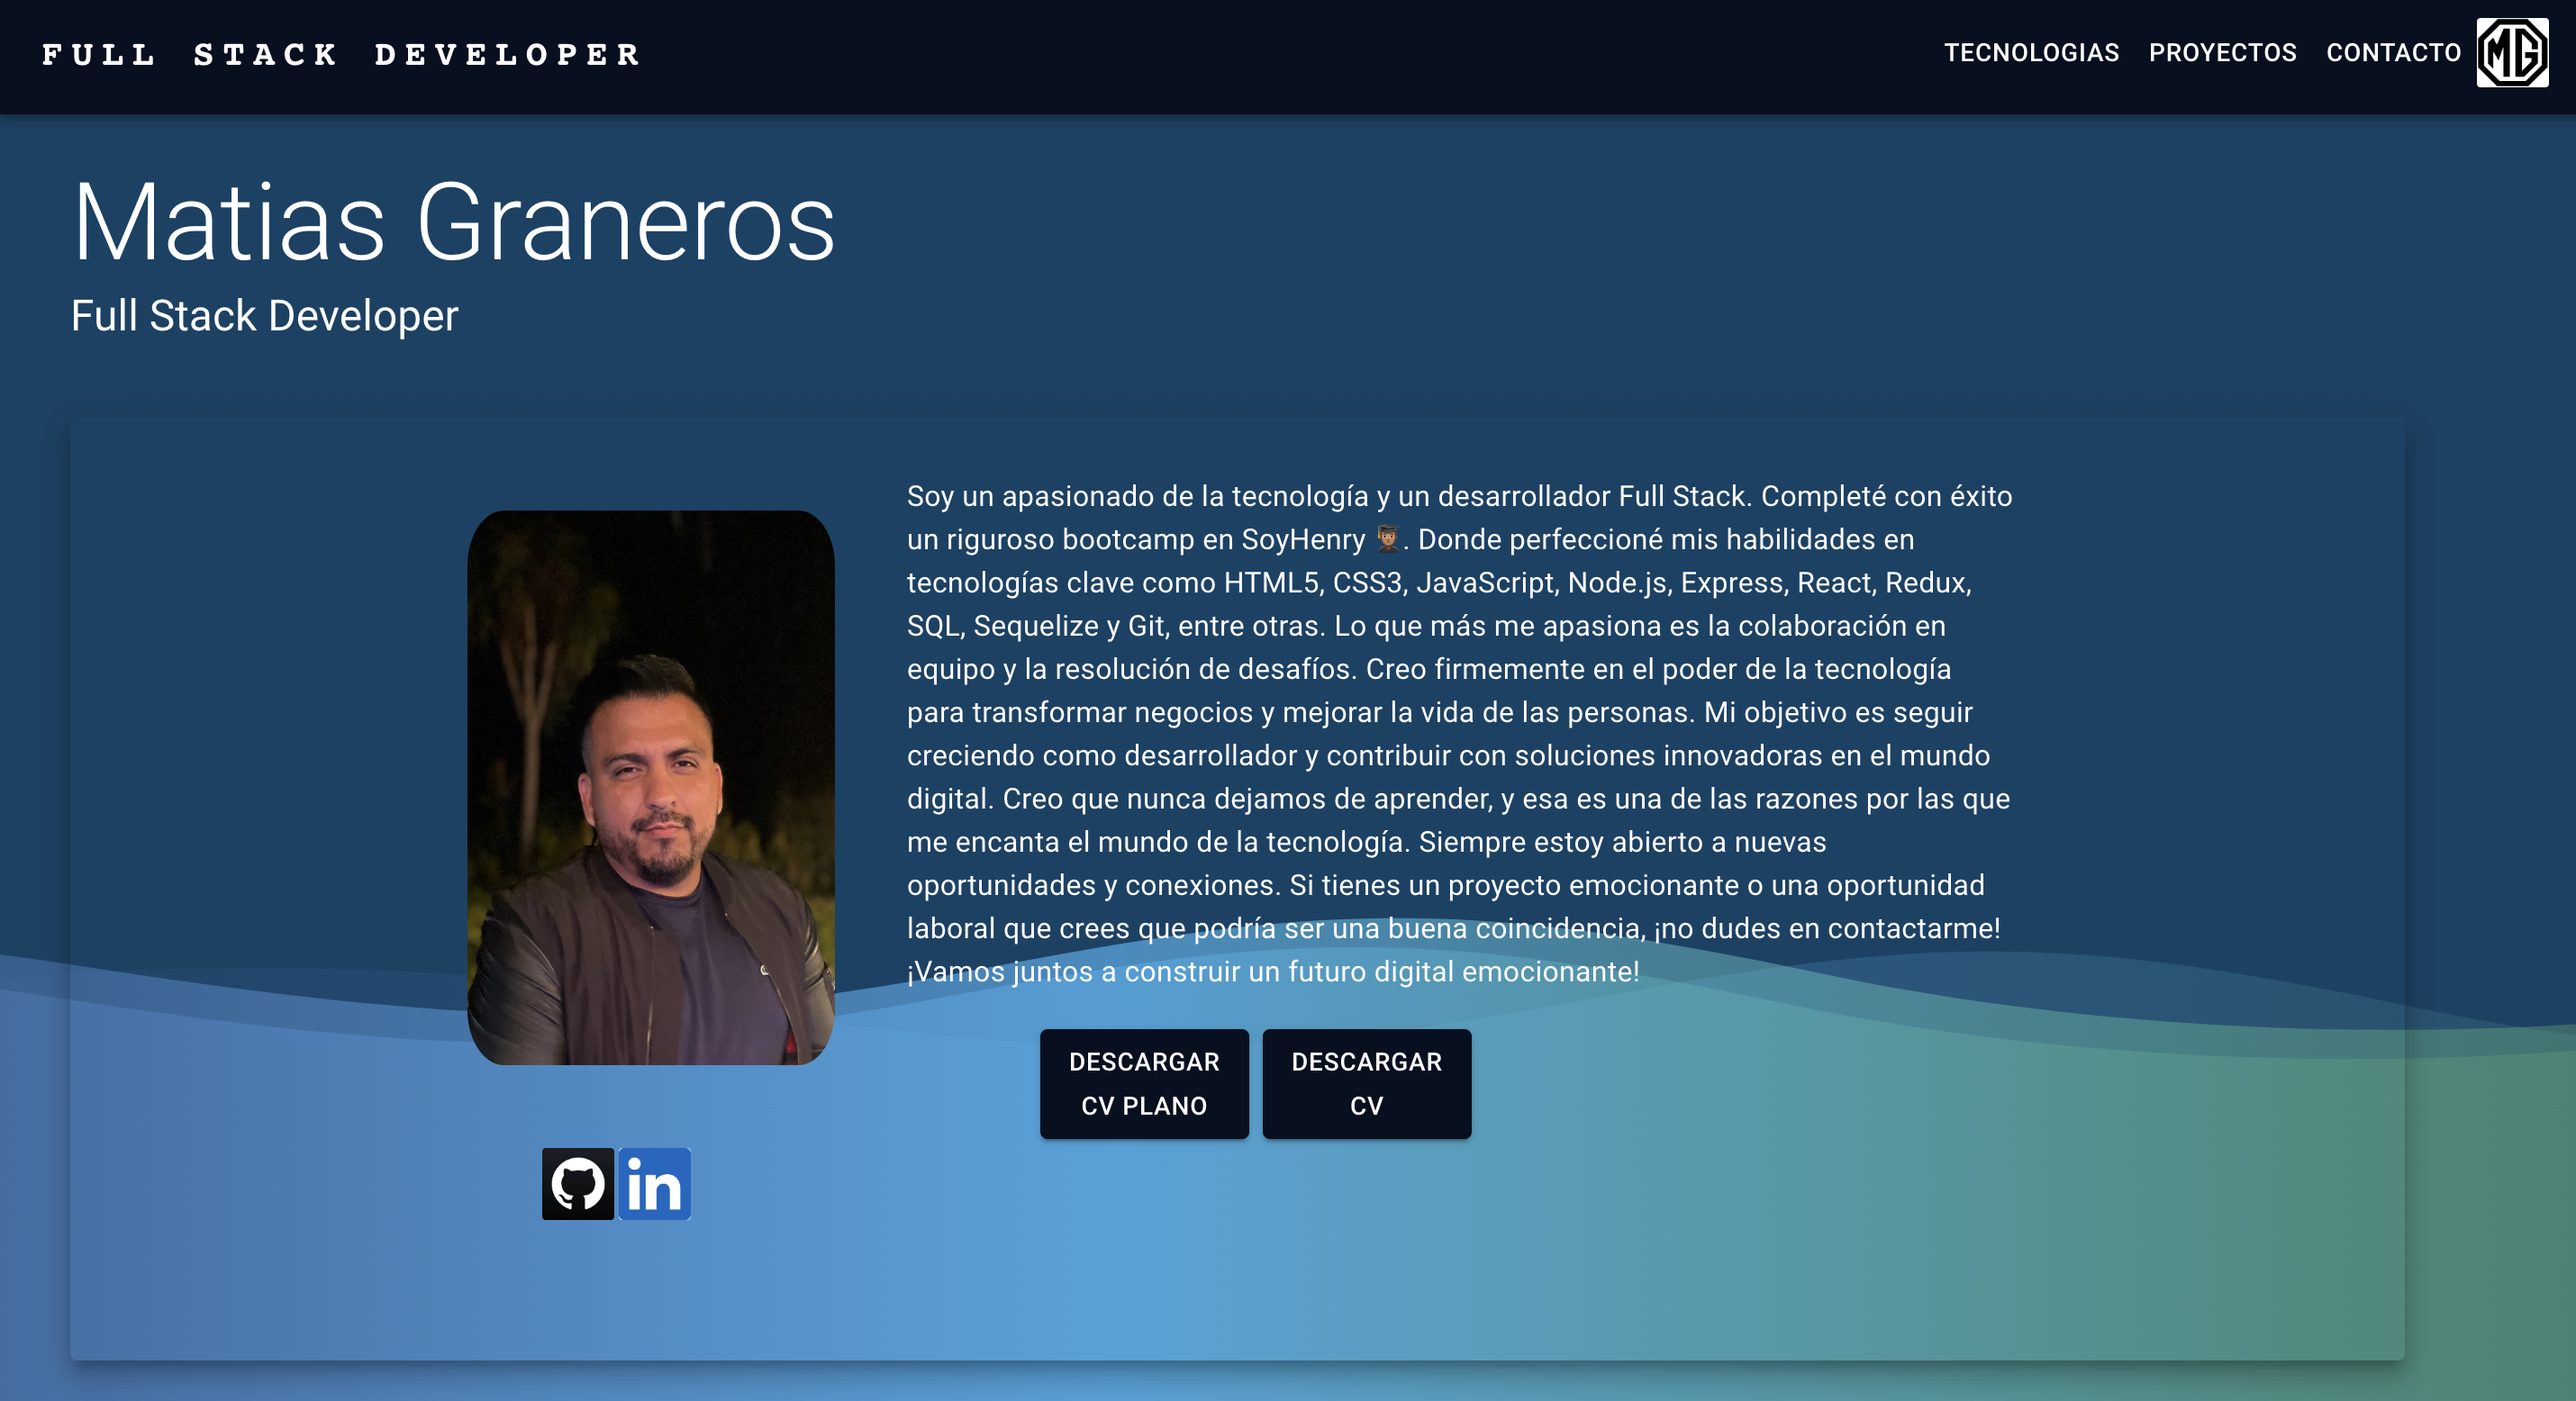 FULL STACK DEVELOPER
TECNOLOGIAS PROYECTOS CONTACTO MG
Matias Graneros
Full Stack Developer
Soy un apasionado de la tecnología y un desarrollador Full Stack. Completé con éxito
un riguroso bootcamp en SoyHenry 👨🏽‍🎓. Donde perfeccioné mis habilidades en
tecnologías clave como HTML5, CSS3, JavaScript, Node.js, Express, React, Redux,
SQL, Sequelize y Git, entre otras. Lo que más me apasiona es la colaboración en
equipo y la resolución de desafíos. Creo firmemente en el poder de la tecnología
para transformar negocios y mejorar la vida de las personas. Mi objetivo es seguir
creciendo como desarrollador y contribuir con soluciones innovadoras en el mundo
digital. Creo que nunca dejamos de aprender, y esa es una de las razones por las que
me encanta el mundo de la tecnología. Siempre estoy abierto a nuevas
oportunidades y conexiones. Si tienes un proyecto emocionante o una oportunidad
laboral que crees que podría ser una buena coincidencia, ¡no dudes en contactarme!
¡Vamos juntos a construir un futuro digital emocionante!
DESCARGAR
CV PLANO
DESCARGAR
CV
in